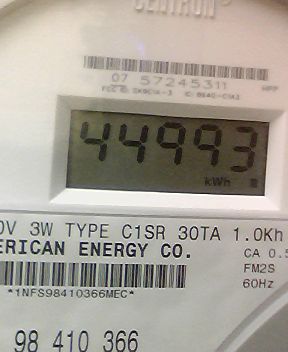 CENTRON®
07 57245311
44993
kWh
V 3W TYPE C1SR 30TA 1.0Kh
ERICAN ENERGY CO.
CA 0.5
FM2S
60Hz
*1NFS98410366MEC*
98 410 366